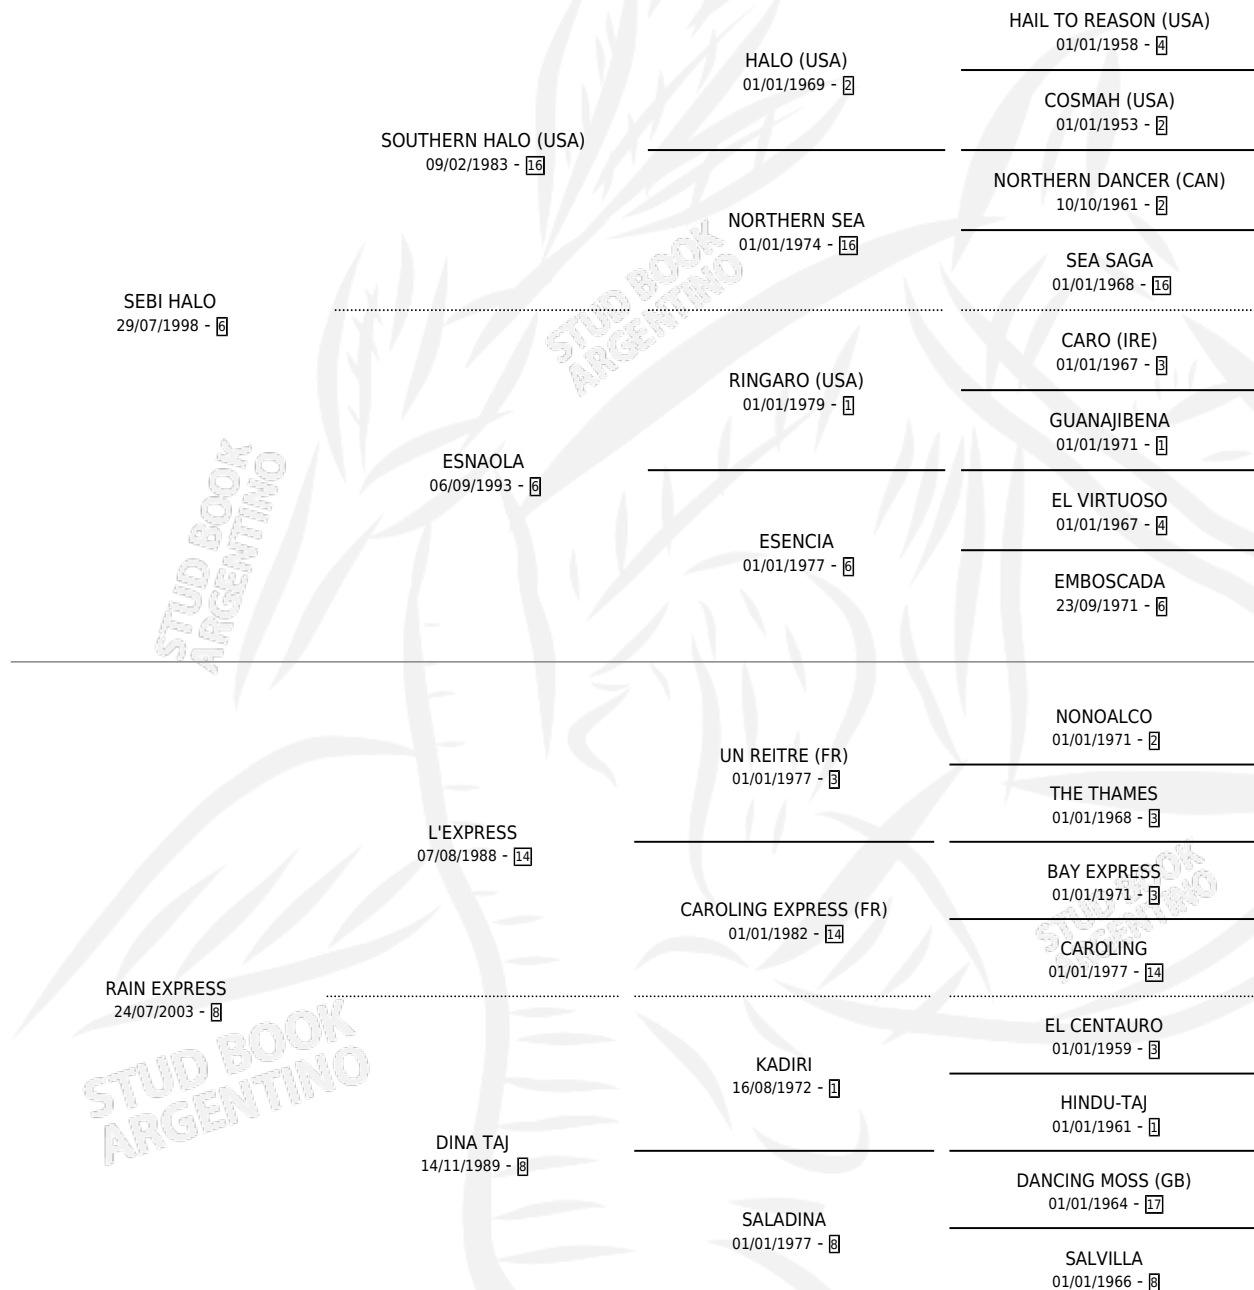 HAIL TO REASON (USA)
01/01/1958 - 4
HALO (USA)
01/01/1969 - 2
COSMAH (USA)
01/01/1953 - 2
SOUTHERN HALO (USA)
09/02/1983 - 16
NORTHERN DANCER (CAN)
10/10/1961 - 2
NORTHERN SEA
01/01/1974 - 16
SEA SAGA
01/01/1968 - 16
SEBI HALO
29/07/1998 - 6
STUD BOOK
ARGENTINO
CARO (IRE)
01/01/1967 - 3
RINGARO (USA)
01/01/1979 - 1
GUANAJIBENA
01/01/1971 - 1
ESNAOLA
06/09/1993 - 6
EL VIRTUOSO
01/01/1967 - 4
ESENCIA
01/01/1977 - 6
EMBOSCADA
23/09/1971 - 6
STUD BOOK
ARGENTINO
NONOALCO
01/01/1971 - 2
UN REITRE (FR)
01/01/1977 - 3
THE THAMES
01/01/1968 - 3
L'EXPRESS
07/08/1988 - 14
BAY EXPRESS
01/01/1971 - 3
CAROLING EXPRESS (FR)
01/01/1982 - 14
STUD BOOK
ARGENTINO
CAROLING
01/01/1977 - 14
RAIN EXPRESS
24/07/2003 - 8
EL CENTAURO
01/01/1959 - 3
KADIRI
16/08/1972 - 1
STUD BOOK
ARGENTINO
HINDU-TAJ
01/01/1961 - 1
DINA TAJ
14/11/1989 - 8
DANCING MOSS (GB)
01/01/1964 - 17
SALADINA
01/01/1977 - 8
SALVILLA
01/01/1966 - 8